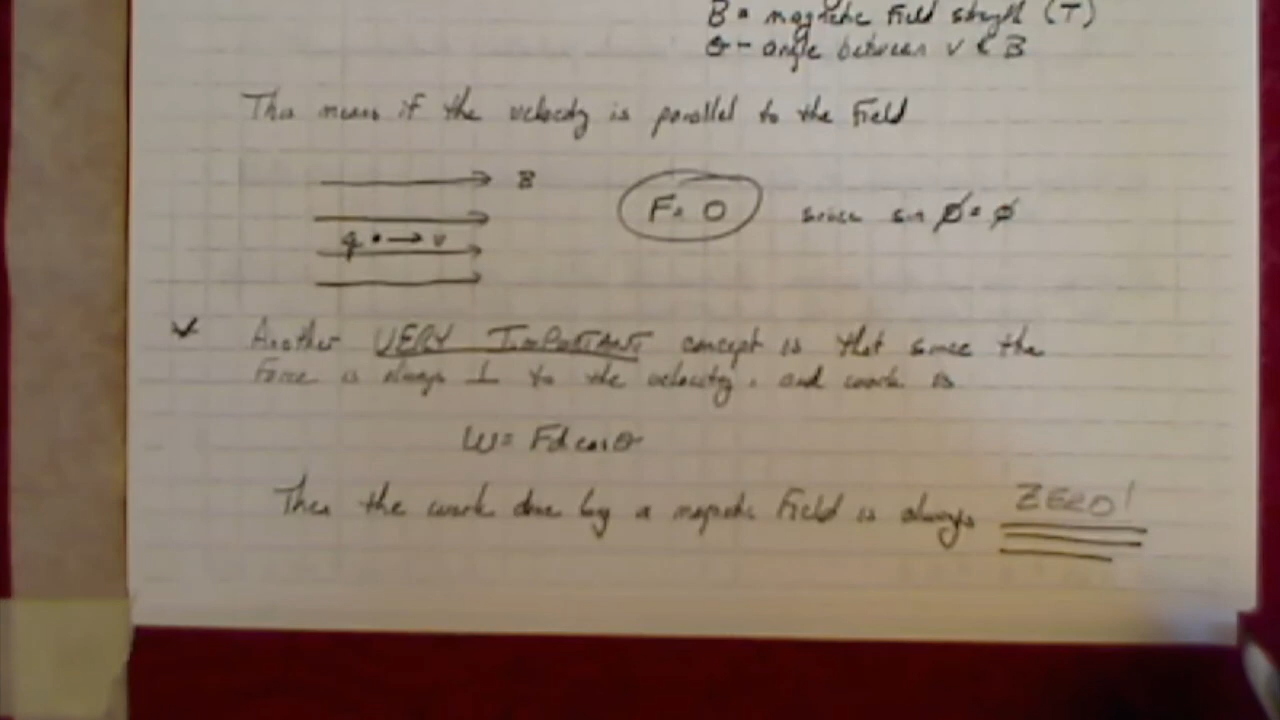 B = magnetic field strength (T)
θ - angle between v & B
This means if the velocity is parallel to the field
B
F = 0 since sin ∅ = ∅
q • → v
Another VERY IMPORTANT concept is that since the
force is always ⊥ to the velocity, and work is
W = Fd cos θ
Then the work done by a magnetic field is always ZERO!